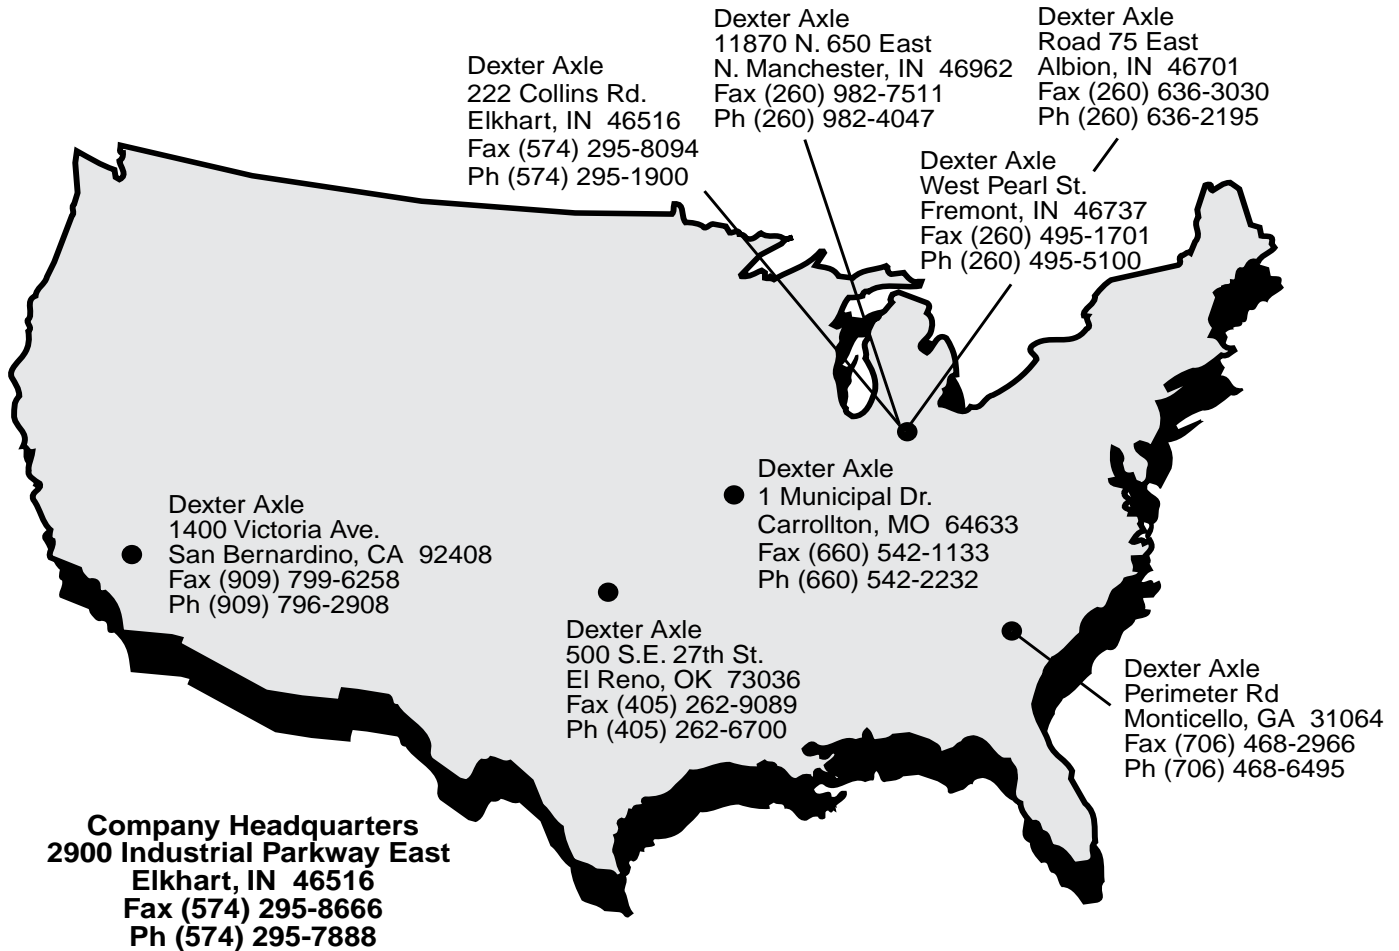 Dexter Axle
222 Collins Rd.
Elkhart, IN 46516
Fax (574) 295-8094
Ph (574) 295-1900
Dexter Axle
11870 N. 650 East
N. Manchester, IN 46962
Fax (260) 982-7511
Ph (260) 982-4047
Dexter Axle
Road 75 East
Albion, IN 46701
Fax (260) 636-3030
Ph (260) 636-2195
Dexter Axle
West Pearl St.
Fremont, IN 46737
Fax (260) 495-1701
Ph (260) 495-5100
Dexter Axle
1 Municipal Dr.
Carrollton, MO 64633
Fax (660) 542-1133
Ph (660) 542-2232
Dexter Axle
1400 Victoria Ave.
San Bernardino, CA 92408
Fax (909) 799-6258
Ph (909) 796-2908
Dexter Axle
500 S.E. 27th St.
El Reno, OK 73036
Fax (405) 262-9089
Ph (405) 262-6700
Dexter Axle
Perimeter Rd
Monticello, GA 31064
Fax (706) 468-2966
Ph (706) 468-6495
Company Headquarters
2900 Industrial Parkway East
Elkhart, IN 46516
Fax (574) 295-8666
Ph (574) 295-7888